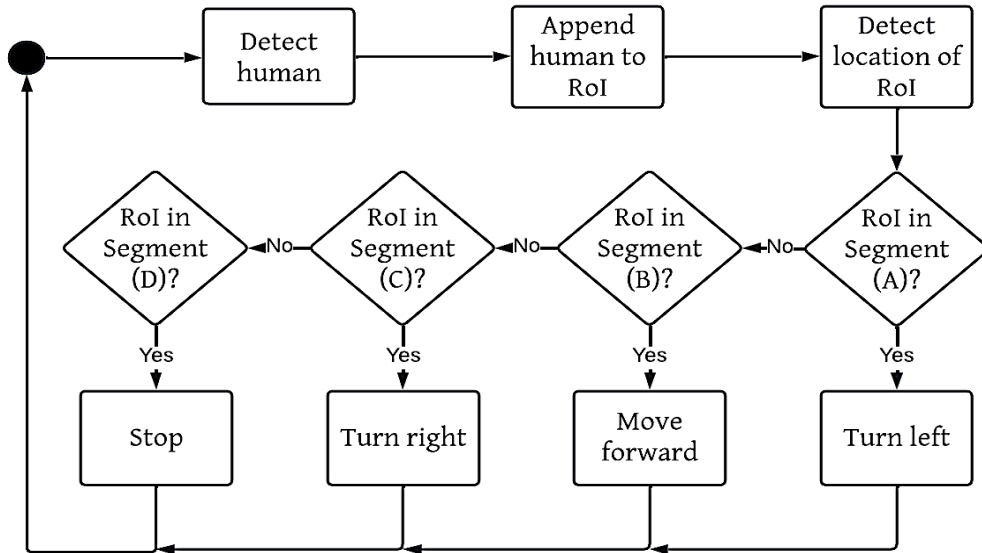 Detect
human
Append
human to
RoI
Detect
location of
RoI
RoI in
Segment
(D)?
No
RoI in
Segment
(C)?
No
RoI in
Segment
(B)?
No
RoI in
Segment
(A)?
Yes
Yes
Yes
Yes
Stop
Turn right
Move
forward
Turn left